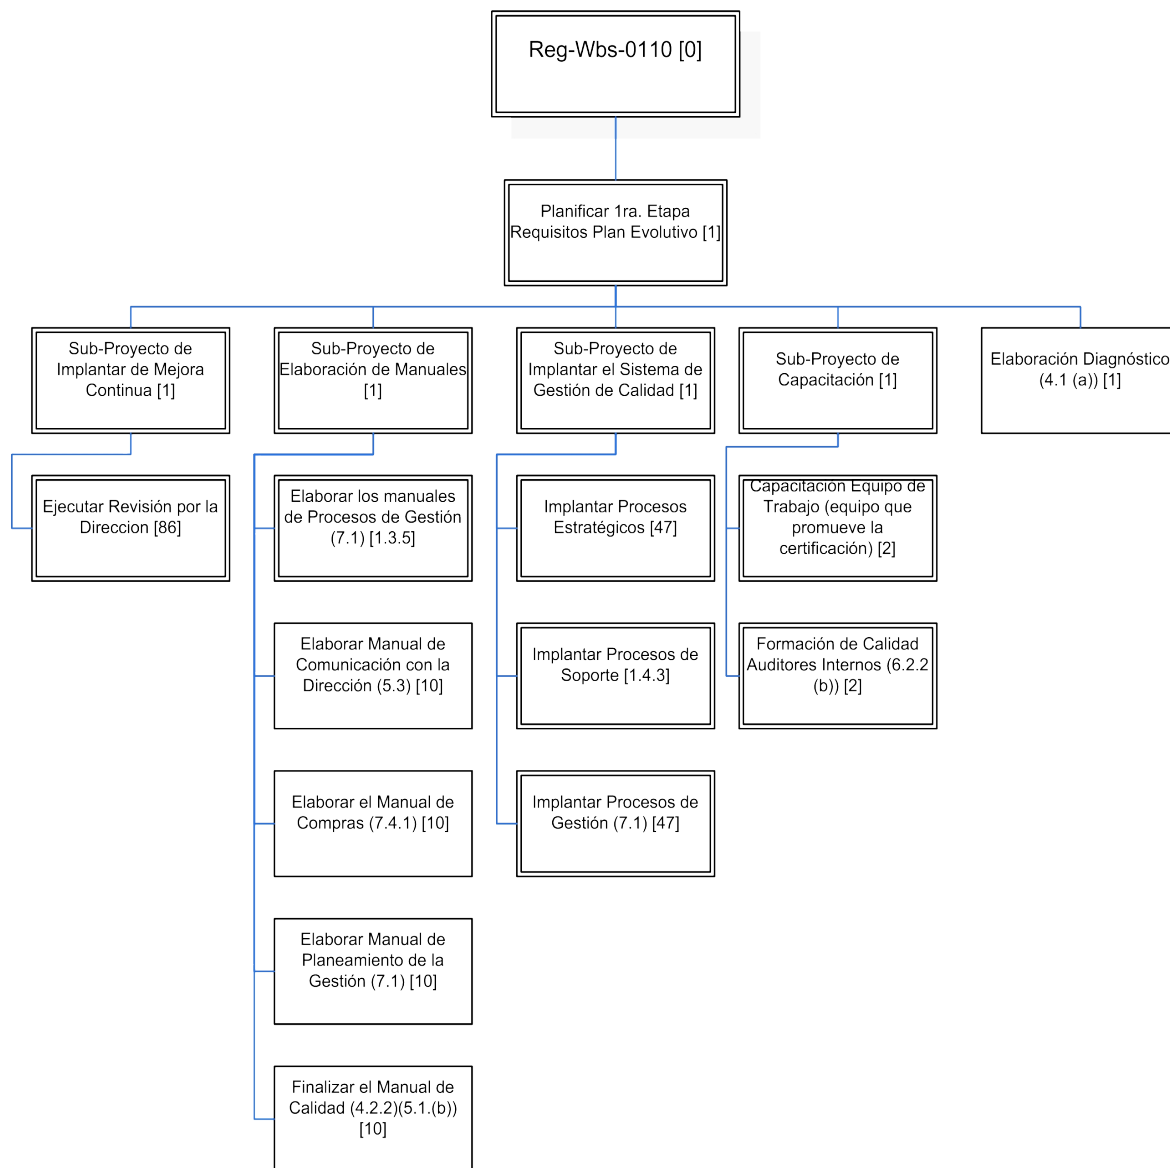 Reg-Wbs-0110 [0]
Planificar 1ra. Etapa
Requisitos Plan Evolutivo [1]
Sub-Proyecto de
Implantar de Mejora
Continua [1]
Sub-Proyecto de
Elaboración de Manuales
[1]
Sub-Proyecto de
Implantar el Sistema de
Gestión de Calidad [1]
Sub-Proyecto de
Capacitación [1]
Elaboración Diagnóstico
(4.1 (a)) [1]
Ejecutar Revisión por la
Direccion [86]
Elaborar los manuales
de Procesos de Gestión
(7.1) [1.3.5]
Implantar Procesos
Estratégicos [47]
Capacitación Equipo de
Trabajo (equipo que
promueve la
certificación) [2]
Elaborar Manual de
Comunicación con la
Dirección (5.3) [10]
Implantar Procesos de
Soporte [1.4.3]
Formación de Calidad
Auditores Internos (6.2.2
(b)) [2]
Elaborar el Manual de
Compras (7.4.1) [10]
Implantar Procesos de
Gestión (7.1) [47]
Elaborar Manual de
Planeamiento de la
Gestión (7.1) [10]
Finalizar el Manual de
Calidad (4.2.2)(5.1.(b))
[10]